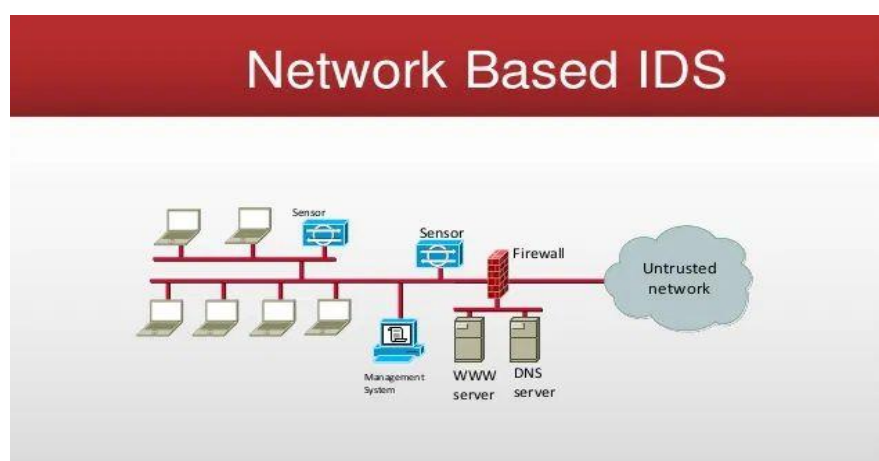 Network Based IDS
Sensor
Sensor
Firewall
Untrusted
network
Management
System
WWW
server
DNS
server